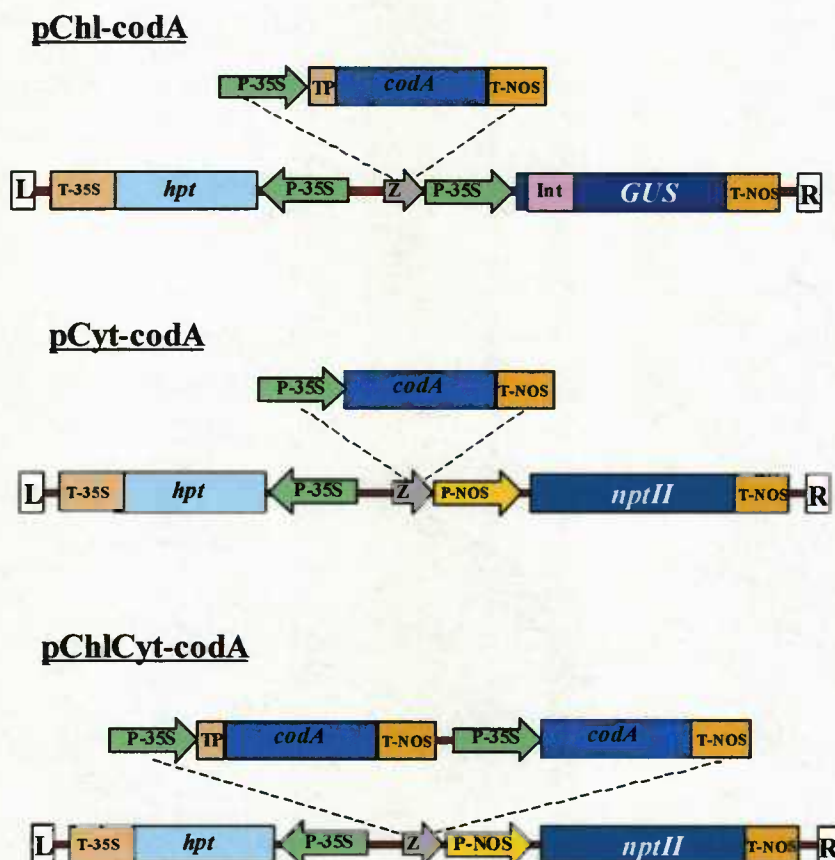 pChl-codA
P-35S TP codA T-NOS
L T-35S hpt P-35S Z P-35S Int GUS T-NOS R
pCyt-codA
P-35S codA T-NOS
L T-35S hpt P-35S Z P-NOS nptII T-NOS R
pChlCyt-codA
P-35S TP codA T-NOS P-35S codA T-NOS
L T-35S hpt P-35S Z P-NOS nptII T-NOS R